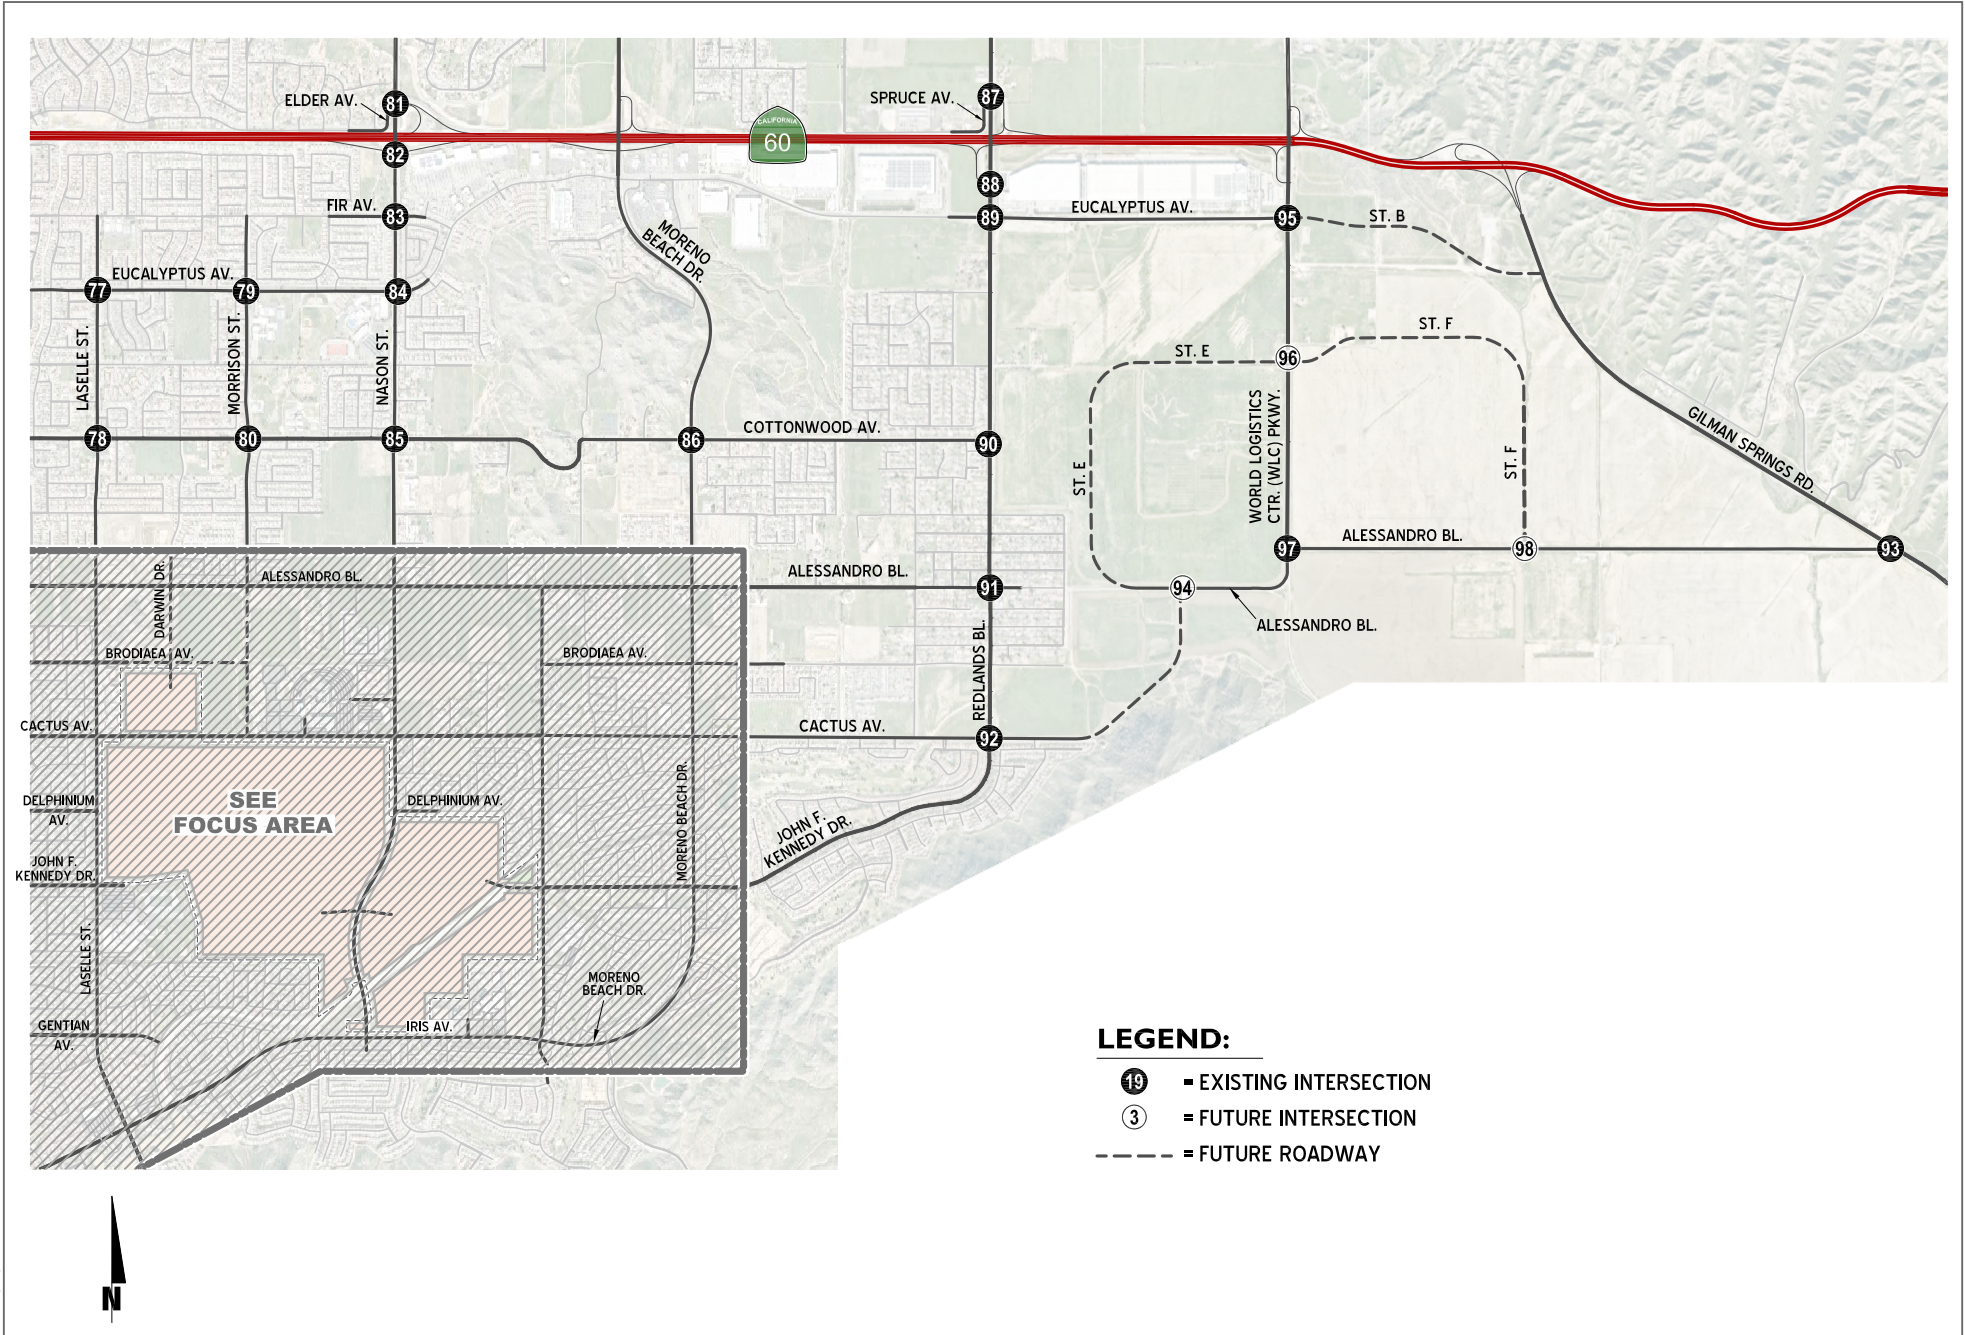 ELDER AV.
81
SPRUCE AV.
87
CALIFORNIA
60
82
88
FIR AV.
83
89
EUCALYPTUS AV.
95
ST. B
MORENO
BEACH DR.
EUCALYPTUS AV.
77
79
84
LASELLE ST.
MORRISON ST.
NASON ST.
ST. E
96
ST. F
78
80
85
86
COTTONWOOD AV.
90
ST. E
WORLD LOGISTICS
CTR. (WLC) PKWY.
ST. F
GILMAN SPRINGS RD.
97
ALESSANDRO BL.
98
93
DARWIN DR.
ALESSANDRO BL.
ALESSANDRO BL.
91
94
ALESSANDRO BL.
BRODIAEA AV.
BRODIAEA AV.
REDLANDS BL.
CACTUS AV.
CACTUS AV.
92
DELPHINIUM
AV.
SEE
FOCUS AREA
DELPHINIUM AV.
MORENO BEACH DR.
JOHN F.
KENNEDY DR.
JOHN F.
KENNEDY DR.
LASELLE ST.
MORENO
BEACH DR.
GENTIAN
AV.
IRIS AV.
LEGEND:
19 = EXISTING INTERSECTION
3 = FUTURE INTERSECTION
= FUTURE ROADWAY
N